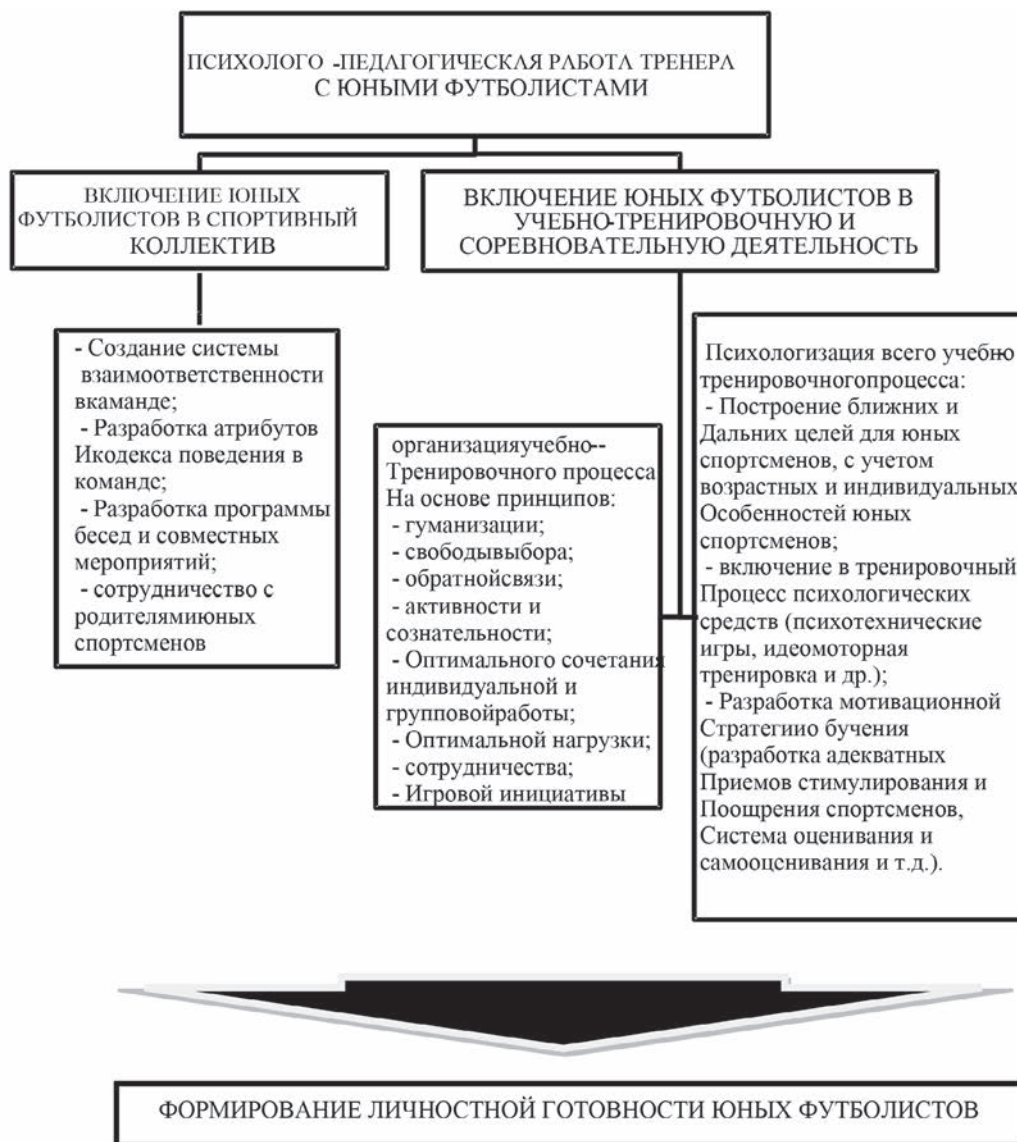 ПСИХОЛОГО -ПЕДАГОГИЧЕСКАЯ РАБОТА ТРЕНЕРА
С ЮНЫМИ ФУТБОЛИСТАМИ
ВКЛЮЧЕНИЕ ЮНЫХ
ФУТБОЛИСТОВ В СПОРТИВНЫЙ
КОЛЛЕКТИВ
ВКЛЮЧЕНИЕ ЮНЫХ ФУТБОЛИСТОВ В
УЧЕБНО-ТРЕНИРОВОЧНУЮ И
СОРЕВНОВАТЕЛЬНУЮ ДЕЯТЕЛЬНОСТЬ
- Создание системы
взаимоответственности
вкаманде;
- Разработка атрибутов
Икодекса поведения в
команде;
- Разработка программы
бесед и совместных
мероприятий;
- сотрудничество с
родителямиюных
спортсменов
организацияучебно--
Тренировочного процесса
На основе принципов:
- гуманизации;
- свободывыбора;
- обратнойсвязи;
- активности и
сознательности;
- Оптимального сочетания
индивидуальной и
групповойработы;
- Оптимальной нагрузки;
- сотрудничества;
- Игровой инициативы
Психологизация всего учебно
тренировочногопроцесса:
- Построение ближних и
Дальних целей для юных
спортсменов, с учетом
возрастных и индивидуальных
Особенностей юных
спортсменов;
- включение в тренировочный
Процесс психологических
средств (психотехнические
игры, идеомоторная
тренировка и др.);
- Разработка мотивационной
Стратегиио бучения
(разработка адекватных
Приемов стимулирования и
Поощрения спортсменов,
Система оценивания и
самооценивания и т.д.).
ФОРМИРОВАНИЕ ЛИЧНОСТНОЙ ГОТОВНОСТИ ЮНЫХ ФУТБОЛИСТОВ